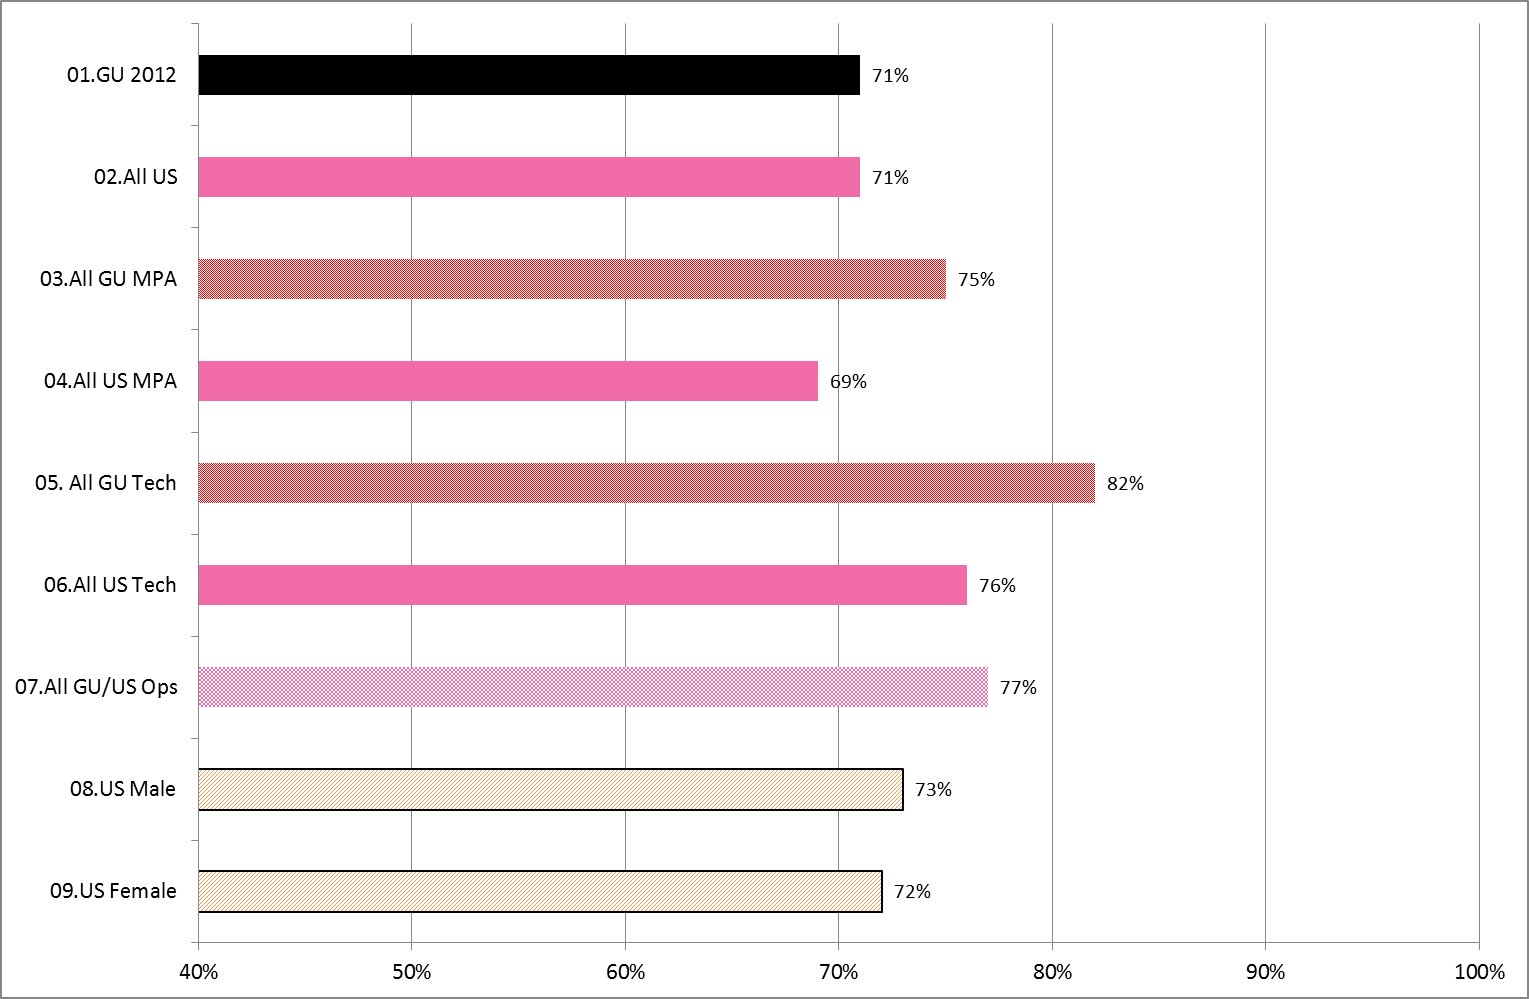 01.GU 2012 71%
02.All US 71%
03.All GU MPA 75%
04.All US MPA 69%
05. All GU Tech 82%
06.All US Tech 76%
07.All GU/US Ops 77%
08.US Male 73%
09.US Female 72%
40% 50% 60% 70% 80% 90% 100%